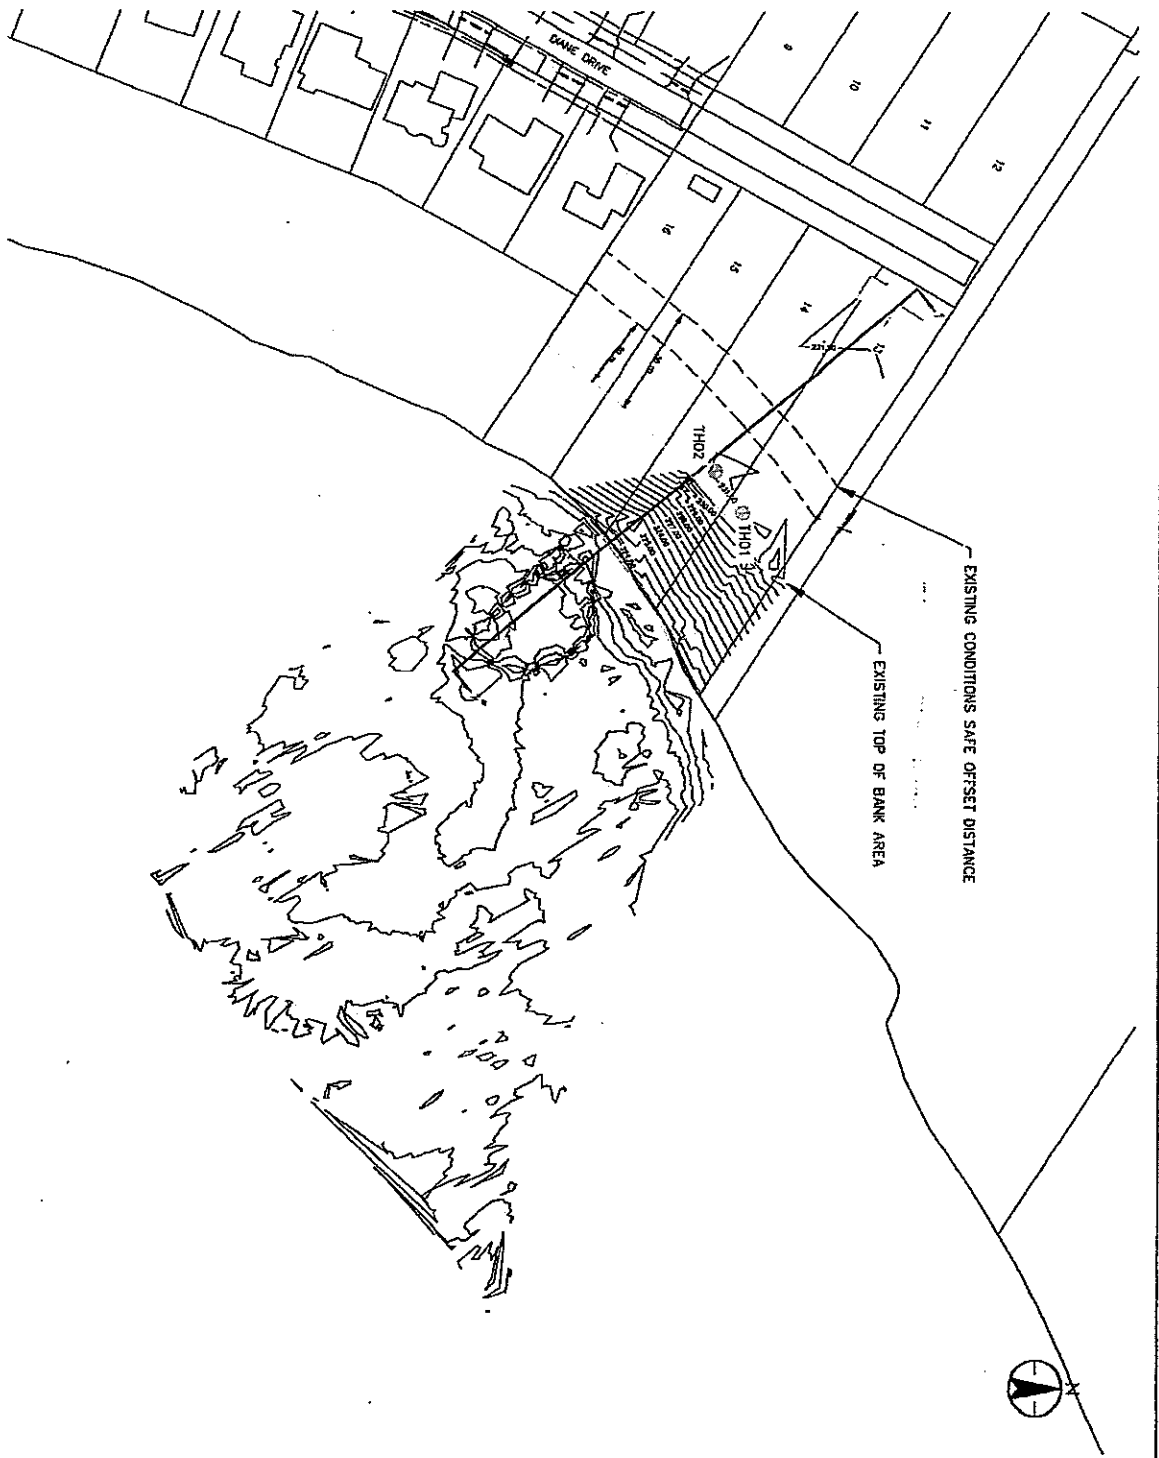 DIANE DRIVE
9
10
11
12
16
15
14
13
TH02
TH01
EXISTING CONDITIONS SAFE OFFSET DISTANCE
EXISTING TOP OF BANK AREA
N